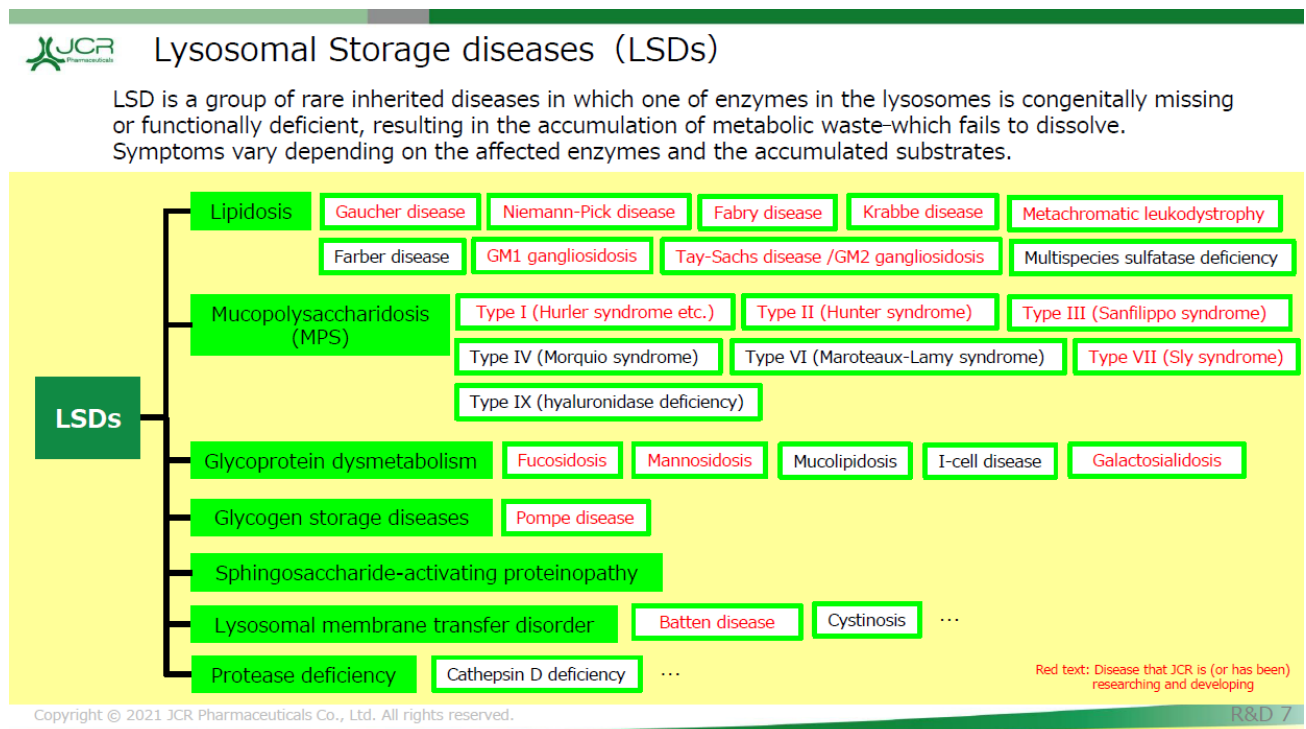 JCR
Pharmaceuticals
Lysosomal Storage diseases（LSDs）
LSD is a group of rare inherited diseases in which one of enzymes in the lysosomes is congenitally missing
or functionally deficient, resulting in the accumulation of metabolic waste-which fails to dissolve.
Symptoms vary depending on the affected enzymes and the accumulated substrates.
LSDs
Lipidosis
Gaucher disease
Niemann-Pick disease
Fabry disease
Krabbe disease
Metachromatic leukodystrophy
Farber disease
GM1 gangliosidosis
Tay-Sachs disease /GM2 gangliosidosis
Multispecies sulfatase deficiency
Mucopolysaccharidosis
(MPS)
Type I (Hurler syndrome etc.)
Type II (Hunter syndrome)
Type III (Sanfilippo syndrome)
Type IV (Morquio syndrome)
Type VI (Maroteaux-Lamy syndrome)
Type VII (Sly syndrome)
Type IX (hyaluronidase deficiency)
Glycoprotein dysmetabolism
Fucosidosis
Mannosidosis
Mucolipidosis
I-cell disease
Galactosialidosis
Glycogen storage diseases
Pompe disease
Sphingosaccharide-activating proteinopathy
Lysosomal membrane transfer disorder
Batten disease
Cystinosis
…
Protease deficiency
Cathepsin D deficiency
…
Red text: Disease that JCR is (or has been)
researching and developing
Copyright © 2021 JCR Pharmaceuticals Co., Ltd. All rights reserved.
R&D 7